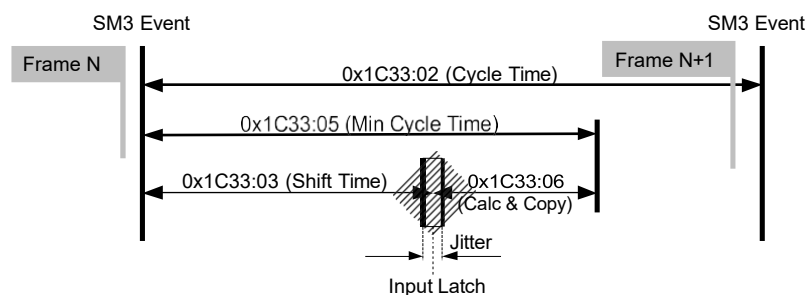 SM3 Event
SM3 Event
Frame N
Frame N+1
0x1C33:02 (Cycle Time)
0x1C33:05 (Min Cycle Time)
0x1C33:03 (Shift Time)
0x1C33:06
(Calc & Copy)
Jitter
Input Latch